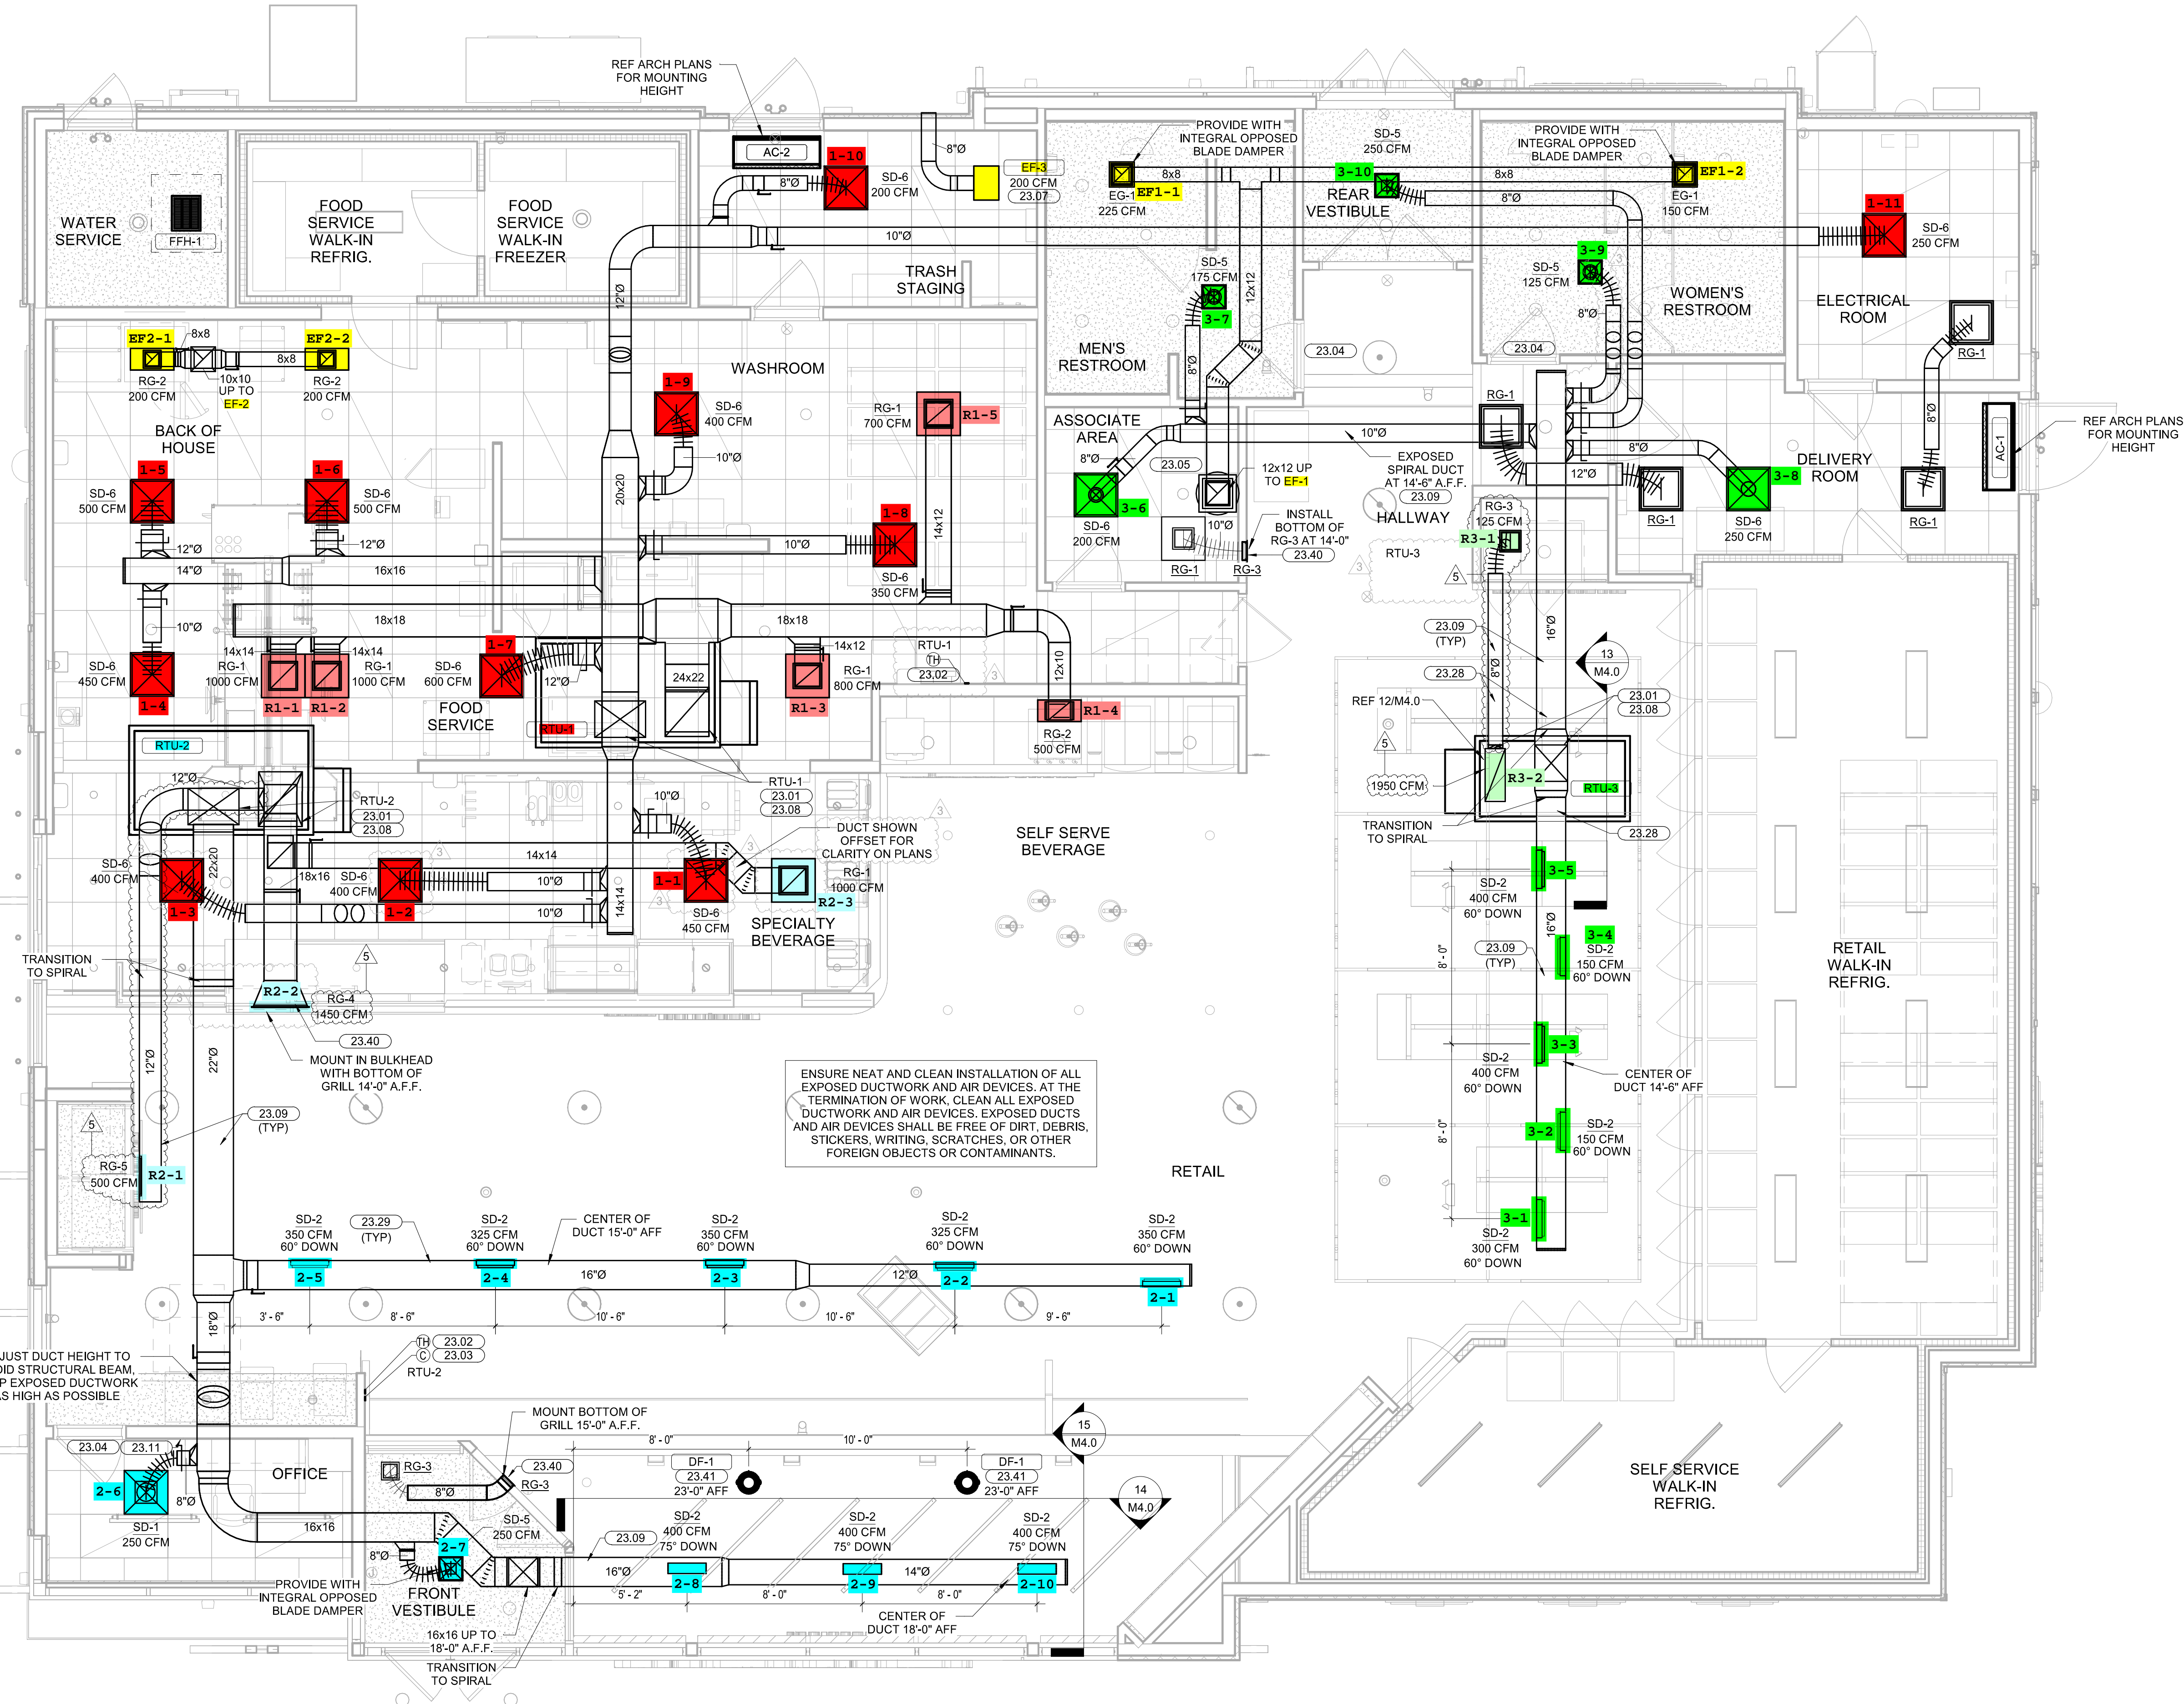 REF ARCH PLANS
FOR MOUNTING
HEIGHT
AC-2
1-10
SD-6
200 CFM
8"Ø
8"Ø
EF-3
200 CFM
23.07
PROVIDE WITH
INTEGRAL OPPOSED
BLADE DAMPER
EF1-1
EG-1
225 CFM
8x8
SD-5
250 CFM
3-10
REAR
VESTIBULE
8x8
8"Ø
PROVIDE WITH
INTEGRAL OPPOSED
BLADE DAMPER
EF1-2
EG-1
150 CFM
1-11
SD-6
250 CFM
WATER
SERVICE
FFH-1
FOOD
SERVICE
WALK-IN
REFRIG.
FOOD
SERVICE
WALK-IN
FREEZER
TRASH
STAGING
10"Ø
12"Ø
12x12
SD-5
175 CFM
3-7
8"Ø
MEN'S
RESTROOM
3-9
SD-5
125 CFM
3
8"Ø
WOMEN'S
RESTROOM
ELECTRICAL
ROOM
RG-1
23.04
23.04
EF2-1
8x8
EF2-2
8x8
RG-2
200 CFM
10x10
UP TO
EF-2
RG-2
200 CFM
BACK OF
HOUSE
WASHROOM
1-9
SD-6
400 CFM
10"Ø
RG-1
700 CFM
R1-5
14x12
ASSOCIATE
AREA
8"Ø
23.05
12x12 UP
TO EF-1
3-6
SD-6
200 CFM
10"Ø
RG-1
RG-3
INSTALL
BOTTOM OF
RG-3 AT 14'-0"
23.40
10"Ø
EXPOSED
SPIRAL DUCT
AT 14'-6" A.F.F.
23.09
HALLWAY
RTU-3
3
3
RG-3
125 CFM
R3-1
5
RG-1
12"Ø
RG-1
8"Ø
3-8
SD-6
250 CFM
DELIVERY
ROOM
8"Ø
RG-1
AC-1
REF ARCH PLANS
FOR MOUNTING
HEIGHT
1-5
SD-6
500 CFM
12"Ø
14"Ø
1-6
SD-6
500 CFM
12"Ø
16x16
20x20
1-8
10"Ø
SD-6
350 CFM
10"Ø
SD-6
450 CFM
1-4
18x18
14x14
14x14
RG-1
1000 CFM
R1-1
RG-1
1000 CFM
R1-2
1-7
SD-6
600 CFM
12"Ø
FOOD
SERVICE
RTU-1
24x22
18x18
14x12
RG-1
800 CFM
R1-3
RTU-1
TH
23.02
3
12x10
R1-4
RG-2
500 CFM
23.09
(TYP)
23.28
8"Ø
16"Ø
13
M4.0
23.01
23.08
REF 12/M4.0
5
1950 CFM
R3-2
RTU-3
TRANSITION
TO SPIRAL
23.28
RTU-2
12"Ø
RTU-2
23.01
23.08
RTU-1
23.01
23.08
10"Ø
3
DUCT SHOWN
OFFSET FOR
CLARITY ON PLANS
3
SELF SERVE
BEVERAGE
SD-6
400 CFM
1-3
22x20
18x16
14x14
SD-6
400 CFM
3
1-2
10"Ø
10"Ø
14x14
1-1
SD-6
450 CFM
3
RG-1
1000 CFM
R2-3
SPECIALTY
BEVERAGE
TRANSITION
TO SPIRAL
3
R2-2
5
RG-4
1450 CFM
23.40
MOUNT IN BULKHEAD
WITH BOTTOM OF
GRILL 14'-0" A.F.F.
12"Ø
22"Ø
23.09
(TYP)
5
RG-5
500 CFM
R2-1
ENSURE NEAT AND CLEAN INSTALLATION OF ALL
EXPOSED DUCTWORK AND AIR DEVICES. AT THE
TERMINATION OF WORK, CLEAN ALL EXPOSED
DUCTWORK AND AIR DEVICES. EXPOSED DUCTS
AND AIR DEVICES SHALL BE FREE OF DIRT, DEBRIS,
STICKERS, WRITING, SCRATCHES, OR OTHER
FOREIGN OBJECTS OR CONTAMINANTS.
RETAIL
3-5
SD-2
400 CFM
60° DOWN
16"Ø
3-4
SD-2
150 CFM
60° DOWN
23.09
(TYP)
8'-0"
3-3
SD-2
400 CFM
60° DOWN
CENTER OF
DUCT 14'-6" AFF
8'-0"
3-2
SD-2
150 CFM
60° DOWN
3-1
SD-2
300 CFM
60° DOWN
RETAIL
WALK-IN
REFRIG.
SD-2
350 CFM
60° DOWN
2-5
23.29
(TYP)
SD-2
325 CFM
60° DOWN
2-4
CENTER OF
DUCT 15'-0" AFF
16"Ø
SD-2
350 CFM
60° DOWN
2-3
12"Ø
SD-2
325 CFM
60° DOWN
2-2
SD-2
350 CFM
60° DOWN
2-1
3'-6"
8'-6"
10'-6"
10'-6"
9'-6"
18"Ø
TH
23.02
C
23.03
RTU-2
JUST DUCT HEIGHT TO
OID STRUCTURAL BEAM,
P EXPOSED DUCTWORK
AS HIGH AS POSSIBLE
23.04
23.11
2-6
8"Ø
SD-1
250 CFM
OFFICE
16x16
MOUNT BOTTOM OF
GRILL 15'-0" A.F.F.
RG-3
8"Ø
23.40
RG-3
8'-0"
10'-0"
15
M4.0
DF-1
23.41
23'-0" AFF
DF-1
23.41
23'-0" AFF
14
M4.0
SD-5
250 CFM
2-7
8"Ø
23.09
PROVIDE WITH
INTEGRAL OPPOSED
BLADE DAMPER
FRONT
VESTIBULE
16x16 UP TO
18'-0" A.F.F.
TRANSITION
TO SPIRAL
16"Ø
SD-2
400 CFM
75° DOWN
2-8
SD-2
400 CFM
75° DOWN
2-9
14"Ø
SD-2
400 CFM
75° DOWN
2-10
5'-2"
8'-0"
8'-0"
CENTER OF
DUCT 18'-0" AFF
SELF SERVICE
WALK-IN
REFRIG.